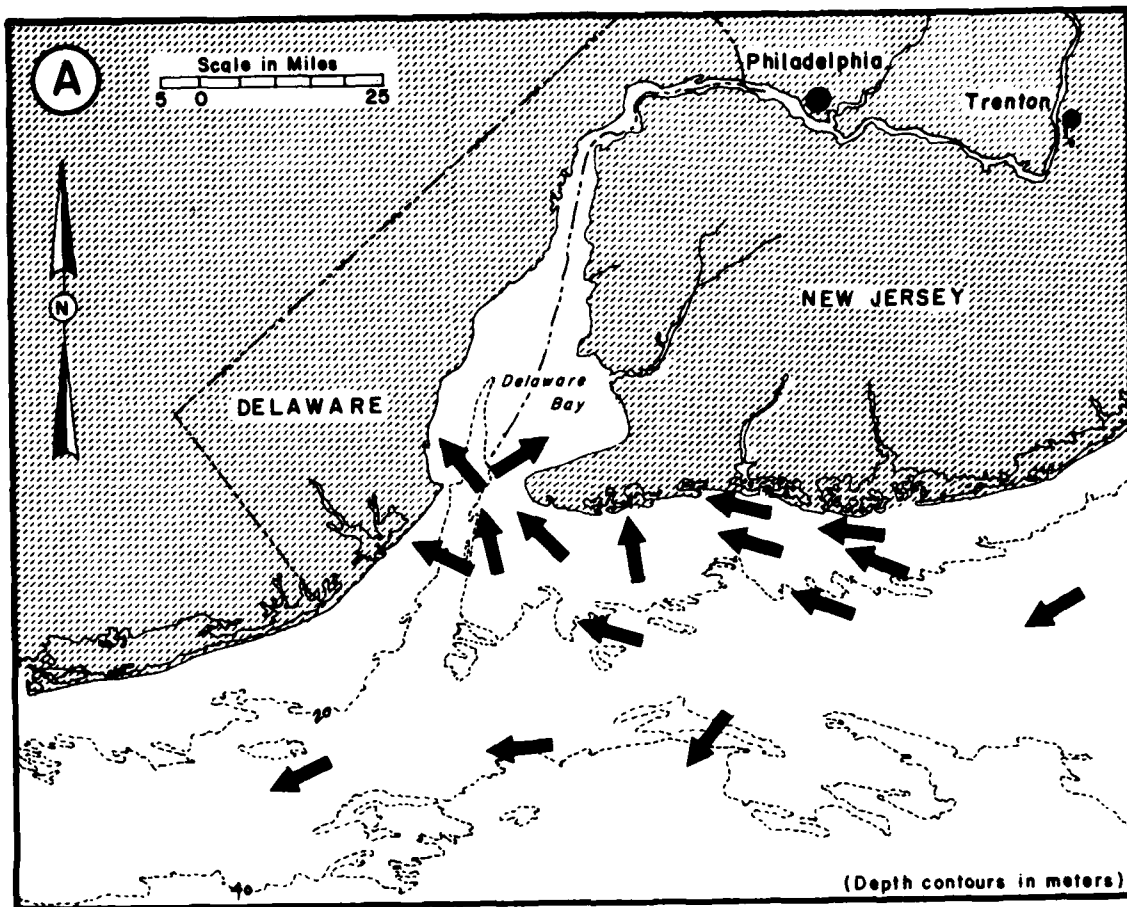 A
Scale in Miles
5 0 25
Philadelphia
Trenton
N
NEW JERSEY
DELAWARE
Delaware
Bay
20
40
(Depth contours in meters)